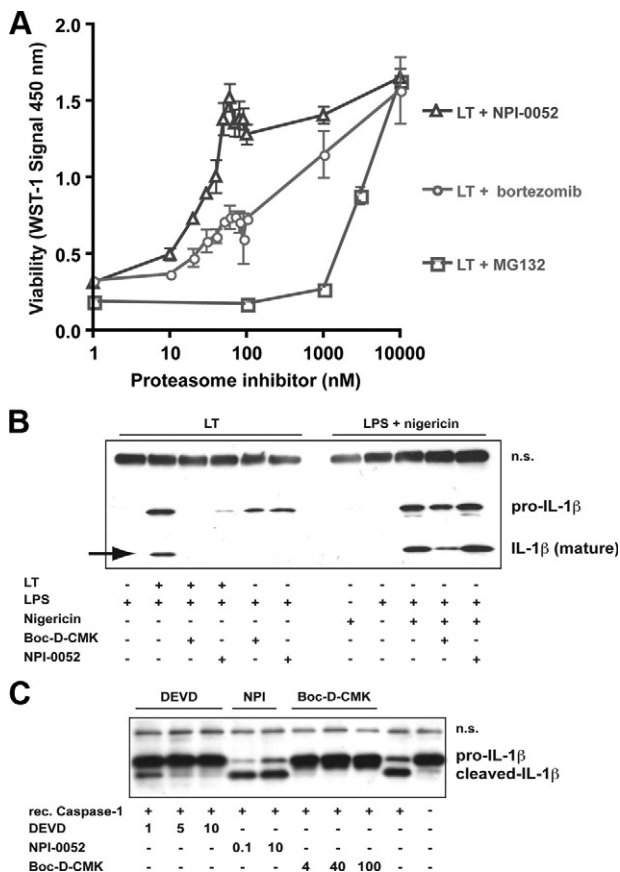 A
2.0
1.5
1.0
0.5
0.0
Viability (WST-1 Signal 450 nm)
1 10 100 1000 10000
Proteasome inhibitor (nM)
LT + NPI-0052
LT + bortezomib
LT + MG132
B
LT LPS + nigericin
n.s.
pro-IL-1β
IL-1β (mature)
LT - + + + - - - - - - -
LPS + + + + + + - + + + +
Nigericin - - - - - - + - + + +
Boc-D-CMK - - + - + - - - - + -
NPI-0052 - - - + - + - - - - +
C
DEVD NPI Boc-D-CMK
n.s.
pro-IL-1β
cleaved-IL-1β
rec. Caspase-1 + + + + + + + + + -
DEVD 1 5 10 - - - - - - -
NPI-0052 - - - 0.1 10 - - - - -
Boc-D-CMK - - - - - 4 40 100 - -